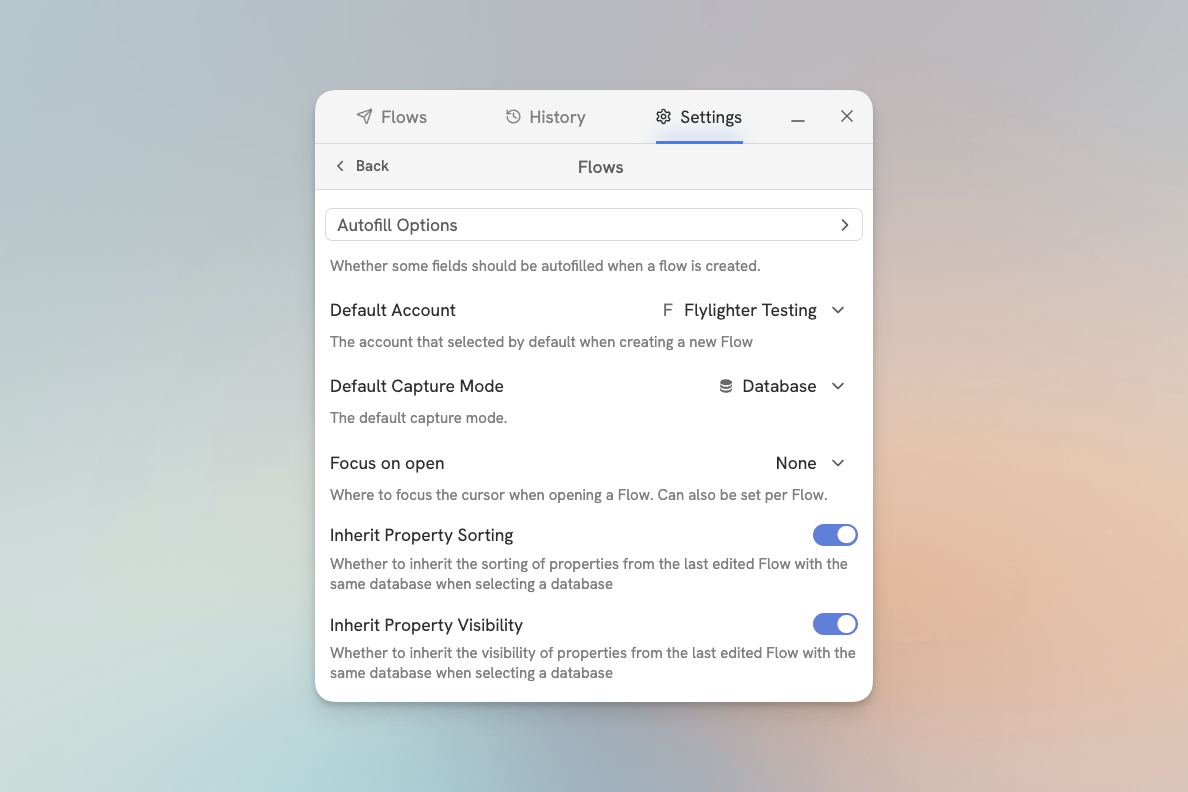 Flows History Settings
Back Flows
Autofill Options
Whether some fields should be autofilled when a flow is created.
Default Account F Flylighter Testing
The account that selected by default when creating a new Flow
Default Capture Mode Database
The default capture mode.
Focus on open None
Where to focus the cursor when opening a Flow. Can also be set per Flow.
Inherit Property Sorting
Whether to inherit the sorting of properties from the last edited Flow with the
same database when selecting a database
Inherit Property Visibility
Whether to inherit the visibility of properties from the last edited Flow with the
same database when selecting a database